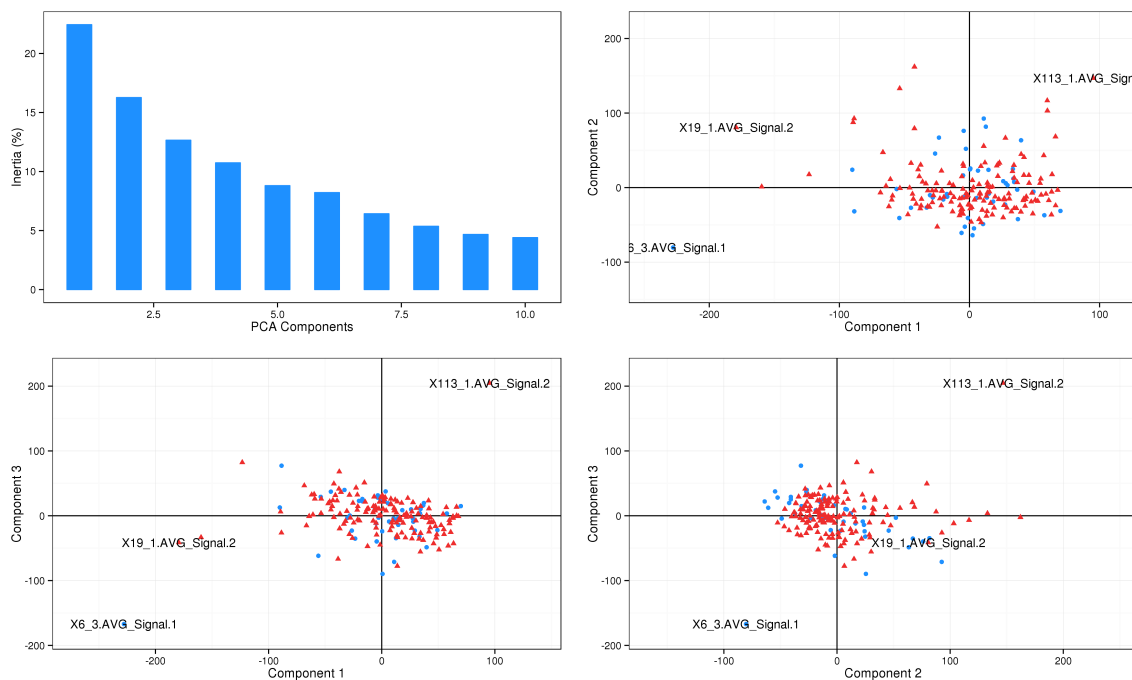 20
15
10
5
0
Inertia (%)
2.5
5.0
7.5
10.0
PCA Components
200
100
0
-100
Component 2
X113_1.AVG_Sign
X19_1.AVG_Signal.2
6_3.AVG_Signal.1
-200
-100
0
100
Component 1
200
100
0
-100
-200
Component 3
X113_1.AVG_Signal.2
X19_1.AVG_Signal.2
X6_3.AVG_Signal.1
-200
-100
0
100
Component 1
200
100
0
-100
-200
Component 3
X113_1.AVG_Signal.2
X19_1.AVG_Signal.2
X6_3.AVG_Signal.1
-100
0
100
200
Component 2